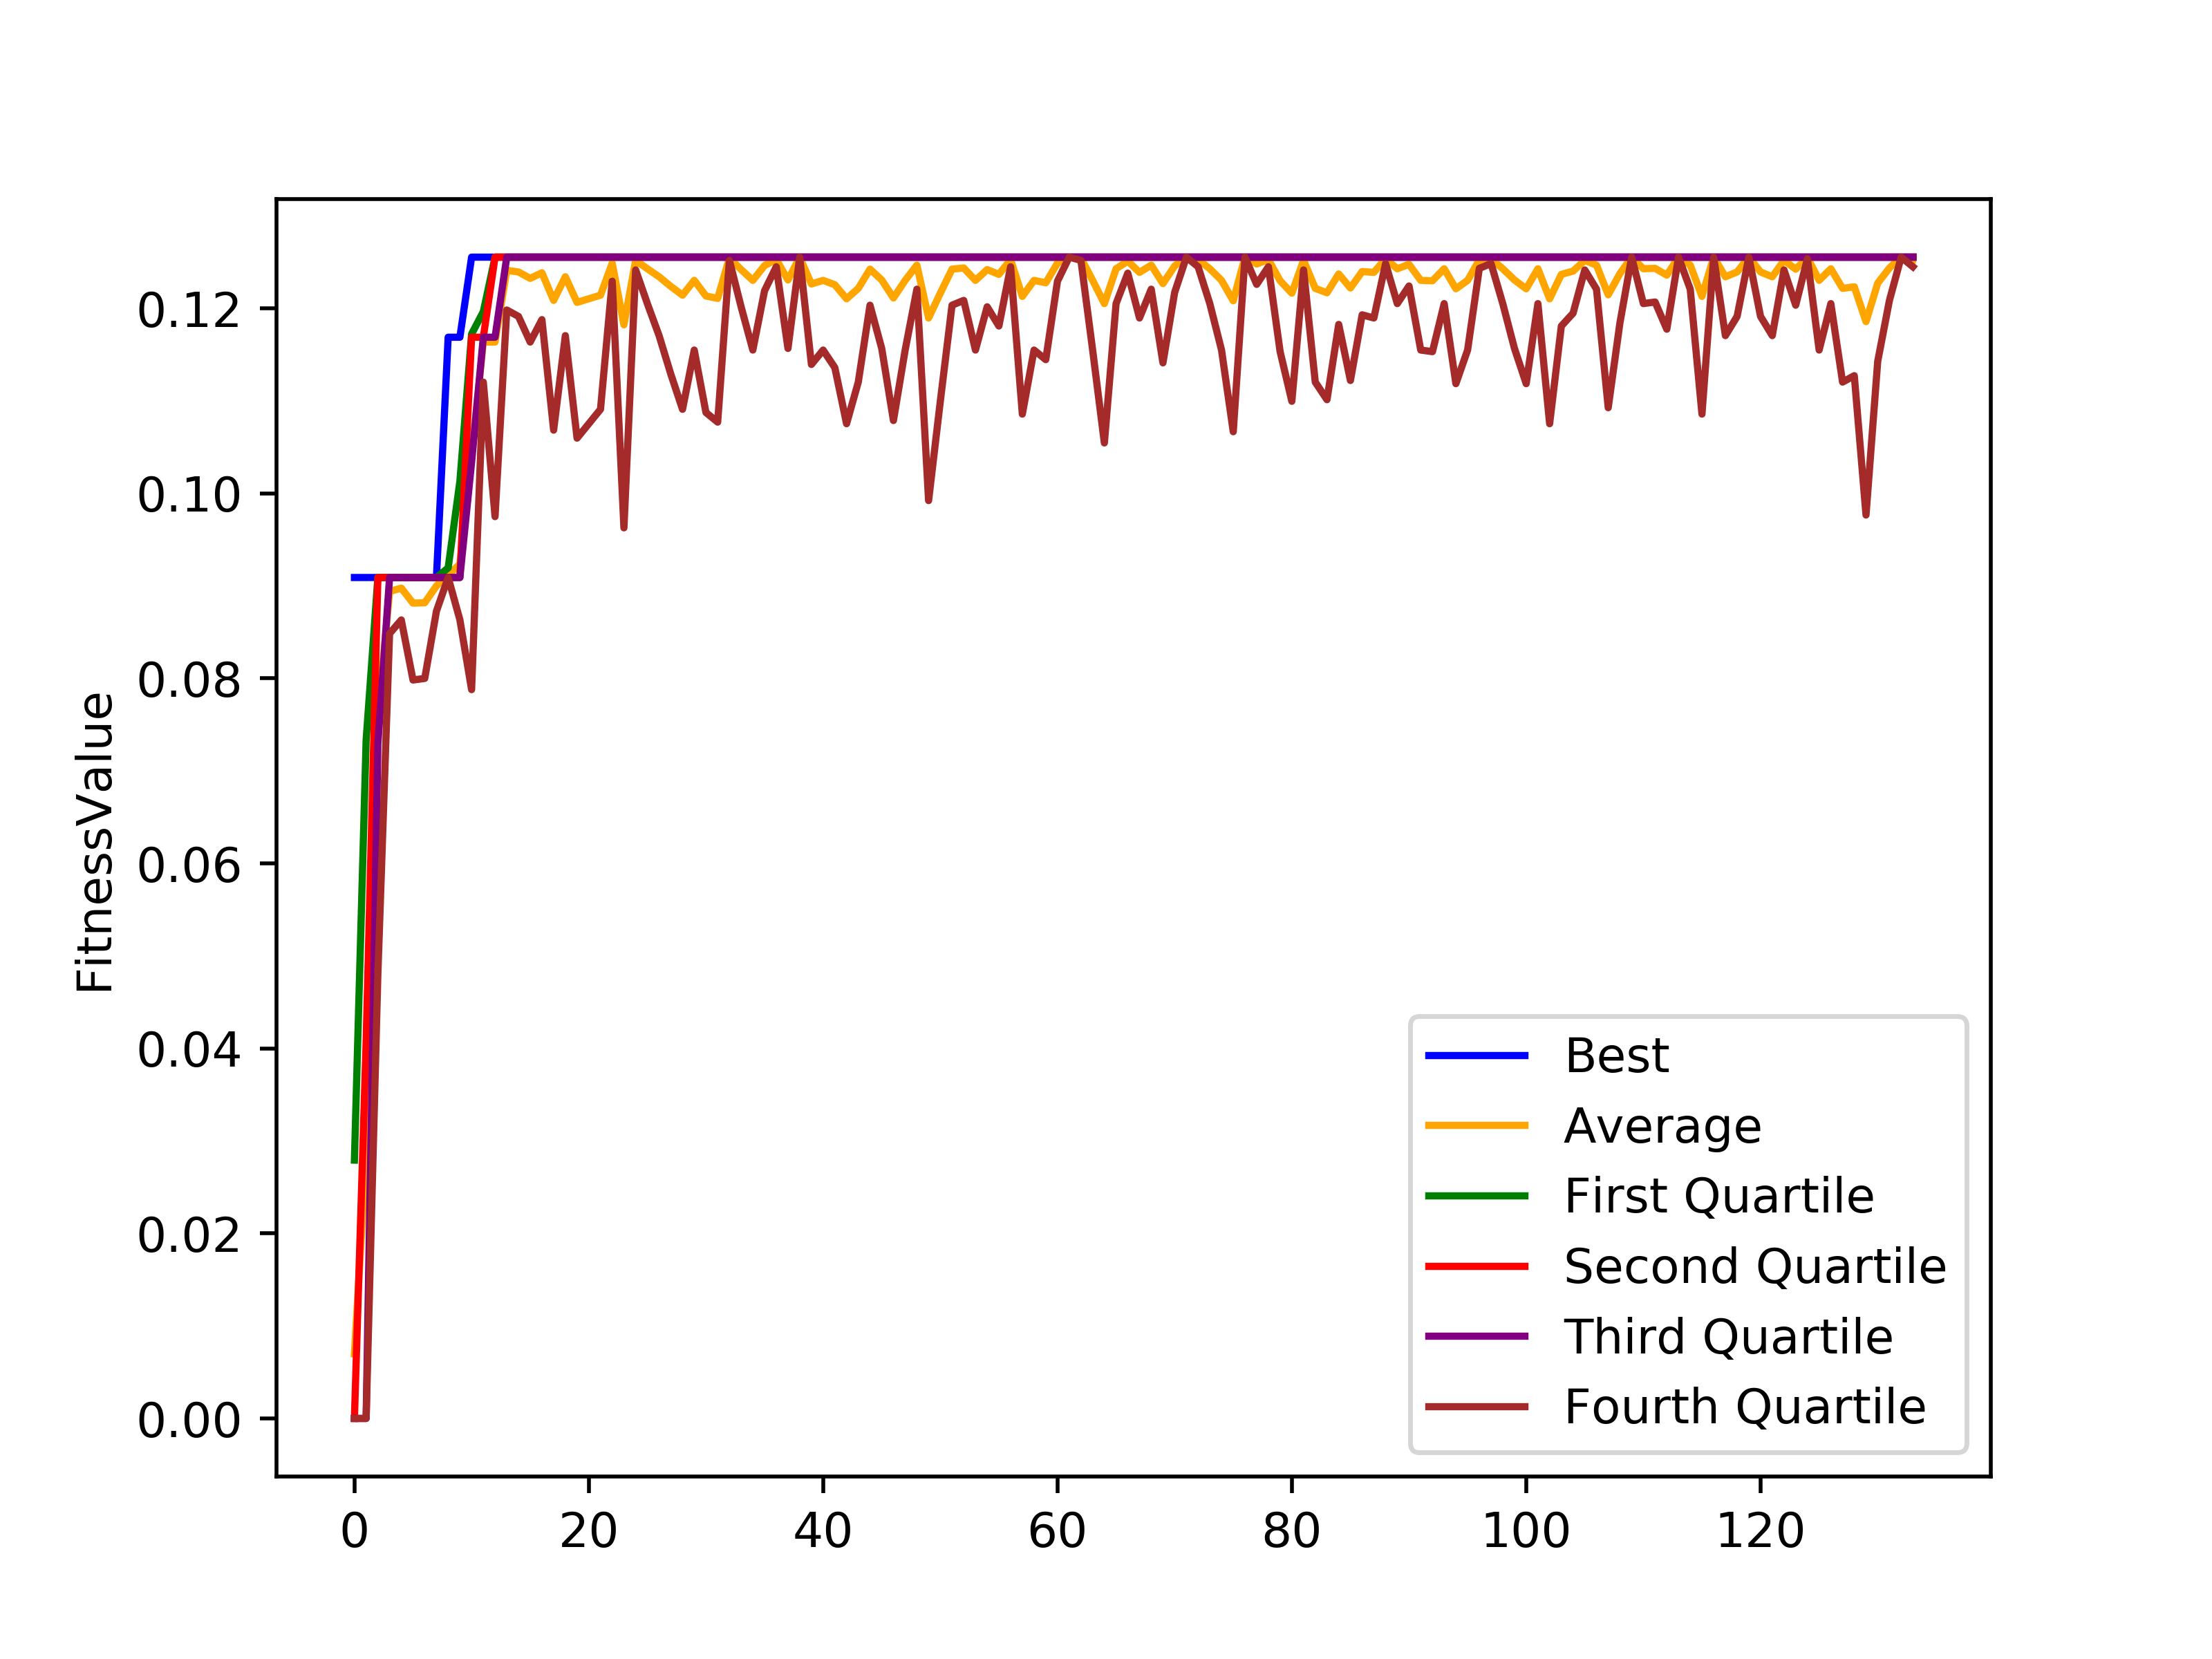 FitnessValue
0.12
0.10
0.08
0.06
0.04
0.02
0.00
0 20 40 60 80 100 120
Best
Average
First Quartile
Second Quartile
Third Quartile
Fourth Quartile